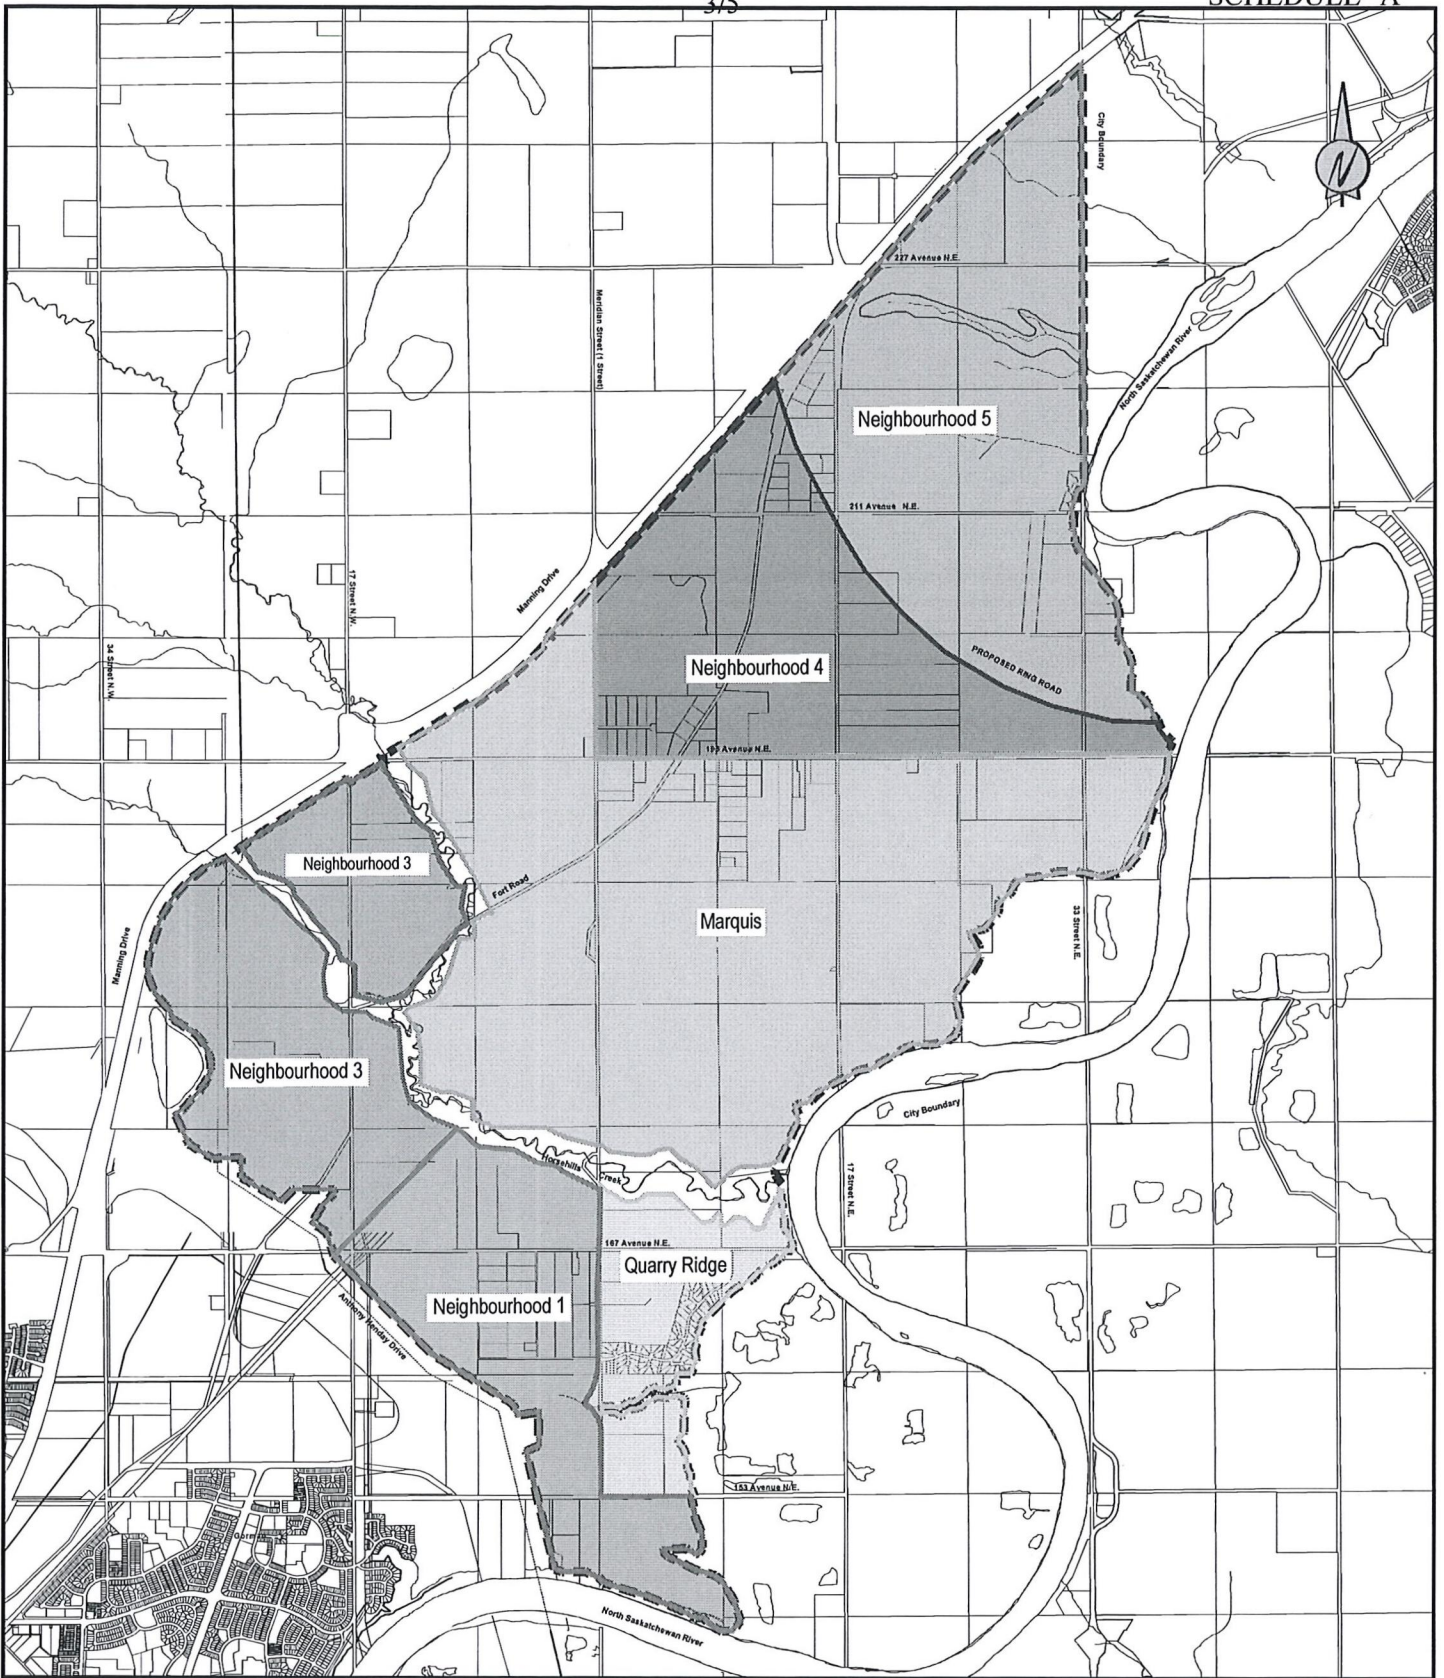 375
SCHEDULE "A"
City Boundary
N
227 Avenue N.E.
Meridian Street (1 Street)
North Saskatchewan River
Neighbourhood 5
211 Avenue N.E.
Manning Drive
17 Street N.W.
34 Street N.W.
PROPOSED RING ROAD
Neighbourhood 4
195 Avenue N.E.
Neighbourhood 3
Fort Road
Marquis
33 Street N.E.
Manning Drive
Neighbourhood 3
City Boundary
Horsehills Creek
17 Street N.E.
167 Avenue N.E.
Quarry Ridge
Neighbourhood 1
Anthony Henday Drive
153 Avenue N.E.
North Saskatchewan River